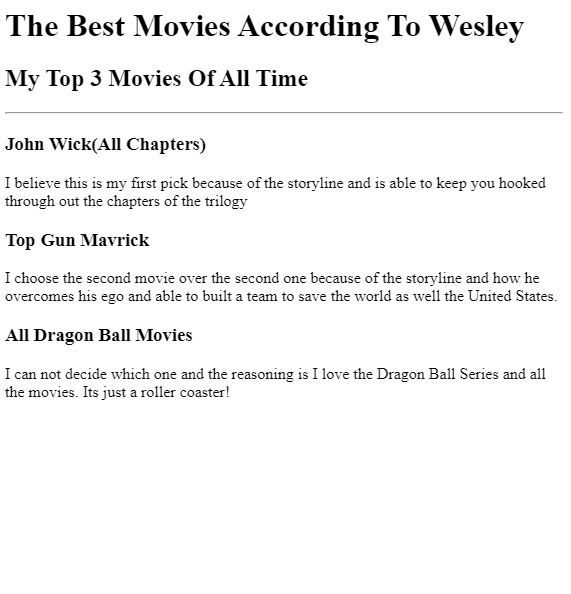 The Best Movies According To Wesley
My Top 3 Movies Of All Time
John Wick(All Chapters)
I believe this is my first pick because of the storyline and is able to keep you hooked
through out the chapters of the trilogy
Top Gun Mavrick
I choose the second movie over the second one because of the storyline and how he
overcomes his ego and able to built a team to save the world as well the United States.
All Dragon Ball Movies
I can not decide which one and the reasoning is I love the Dragon Ball Series and all
the movies. Its just a roller coaster!